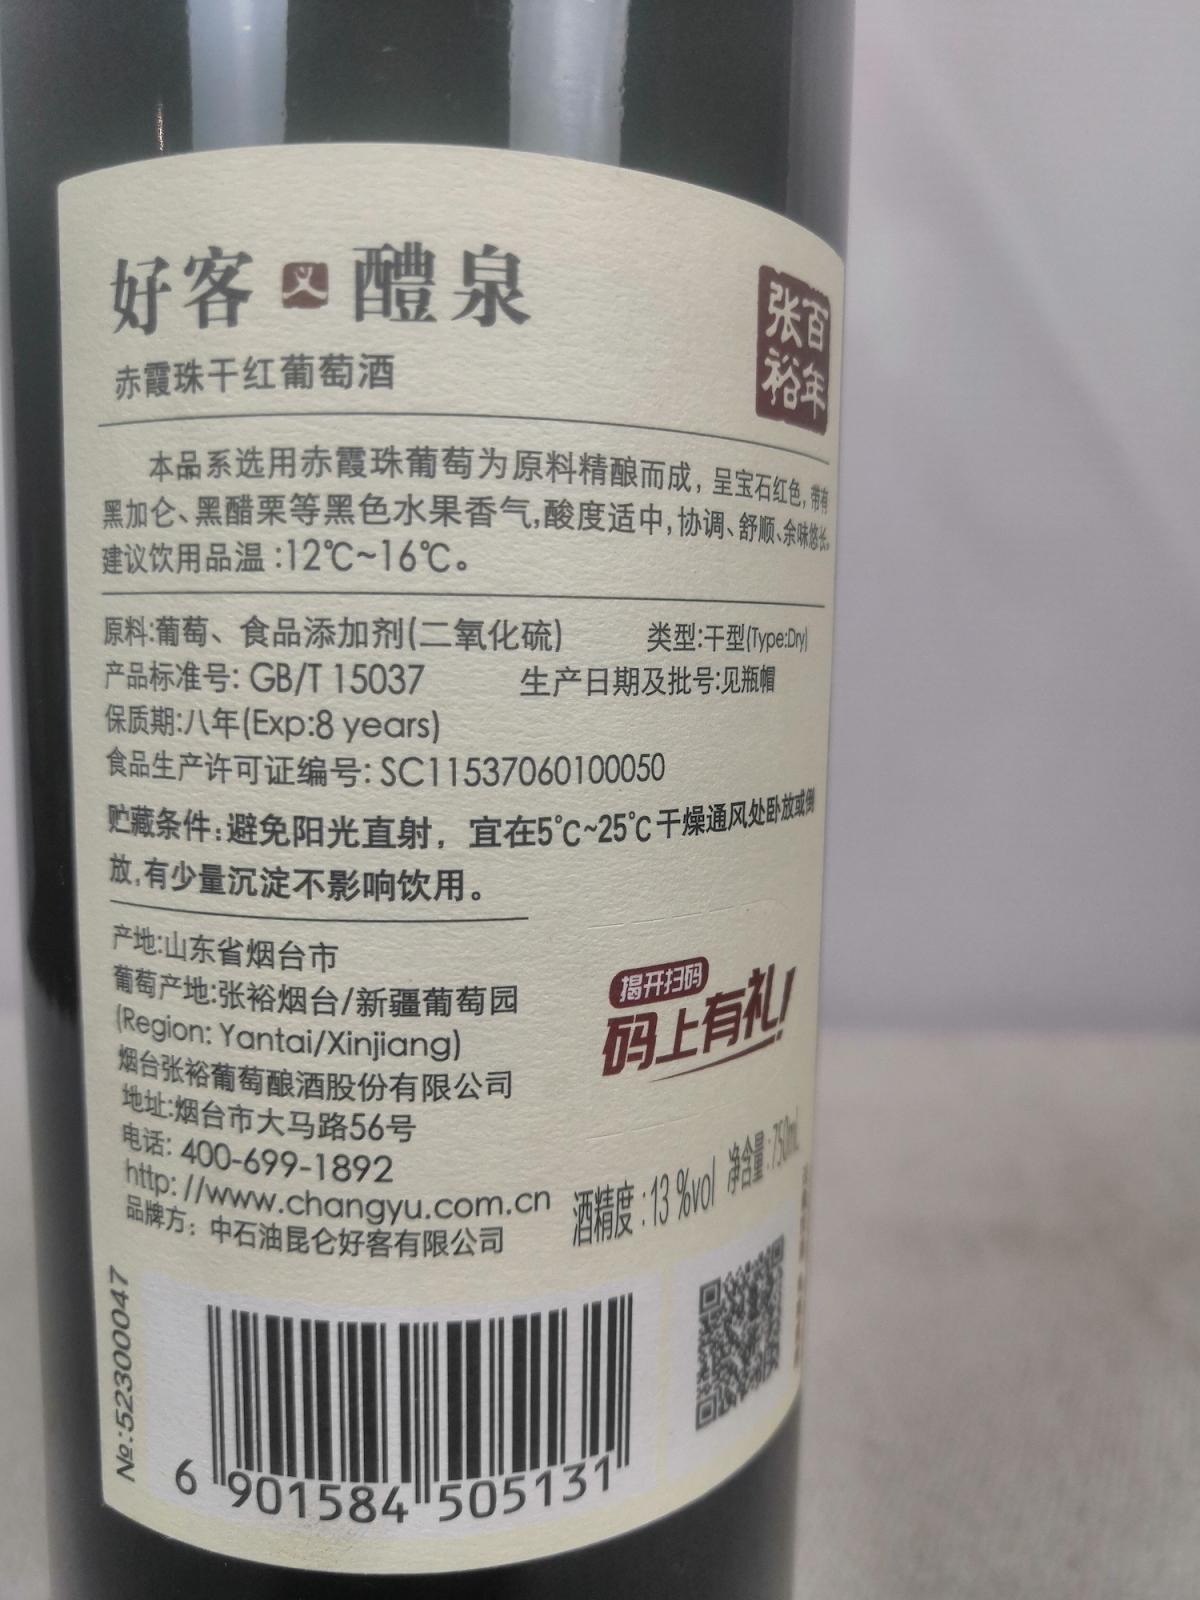 好客 义 醴泉
百年张裕
赤霞珠干红葡萄酒
本品系选用赤霞珠葡萄为原料精酿而成，呈宝石红色，带有
黑加仑、黑醋栗等黑色水果香气,酸度适中,协调、舒顺、余味悠长。
建议饮用品温:12℃~16℃。
原料:葡萄、食品添加剂(二氧化硫) 类型:干型(Type:Dry)
产品标准号: GB/T 15037 生产日期及批号:见瓶帽
保质期:八年(Exp:8 years)
食品生产许可证编号: SC11537060100050
贮藏条件:避免阳光直射，宜在5℃~25℃干燥通风处卧放或倒
放,有少量沉淀不影响饮用。
产地:山东省烟台市
葡萄产地:张裕烟台/新疆葡萄园
(Region: Yantai/Xinjiang)
烟台张裕葡萄酿酒股份有限公司
地址:烟台市大马路56号
电话: 400-699-1892
http://www.changyu.com.cn
品牌方: 中石油昆仑好客有限公司
揭开扫码
码上有礼!
酒精度:13 %vol 净含量:750mL
№:52300047
6 901584 505131